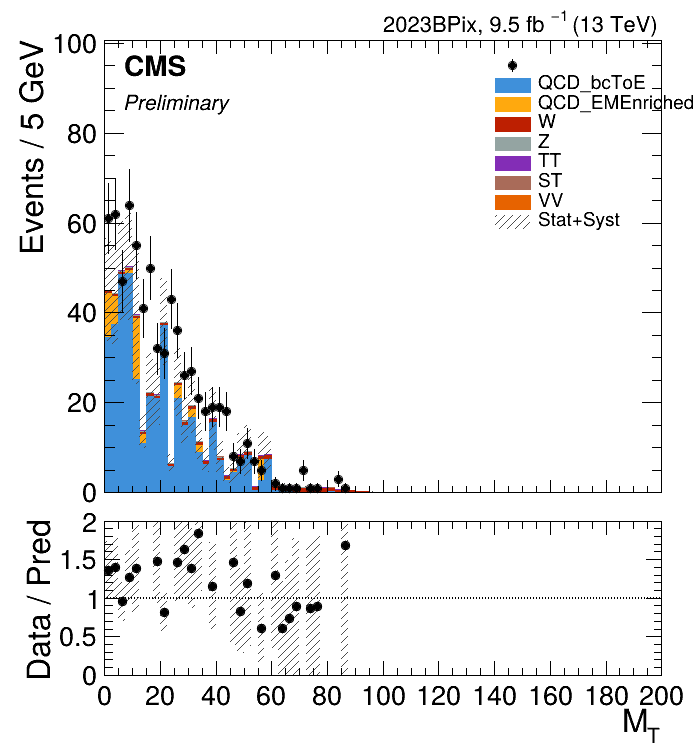 2023BPix, 9.5 fb⁻¹ (13 TeV)
Events / 5 GeV
100
80
60
40
20
0
CMS
Preliminary
QCD_bcToE
QCD_EMEnriched
W
Z
TT
ST
VV
Stat+Syst
Data / Pred
2
1.5
1
0.5
0
0 20 40 60 80 100 120 140 160 180 200
M_T